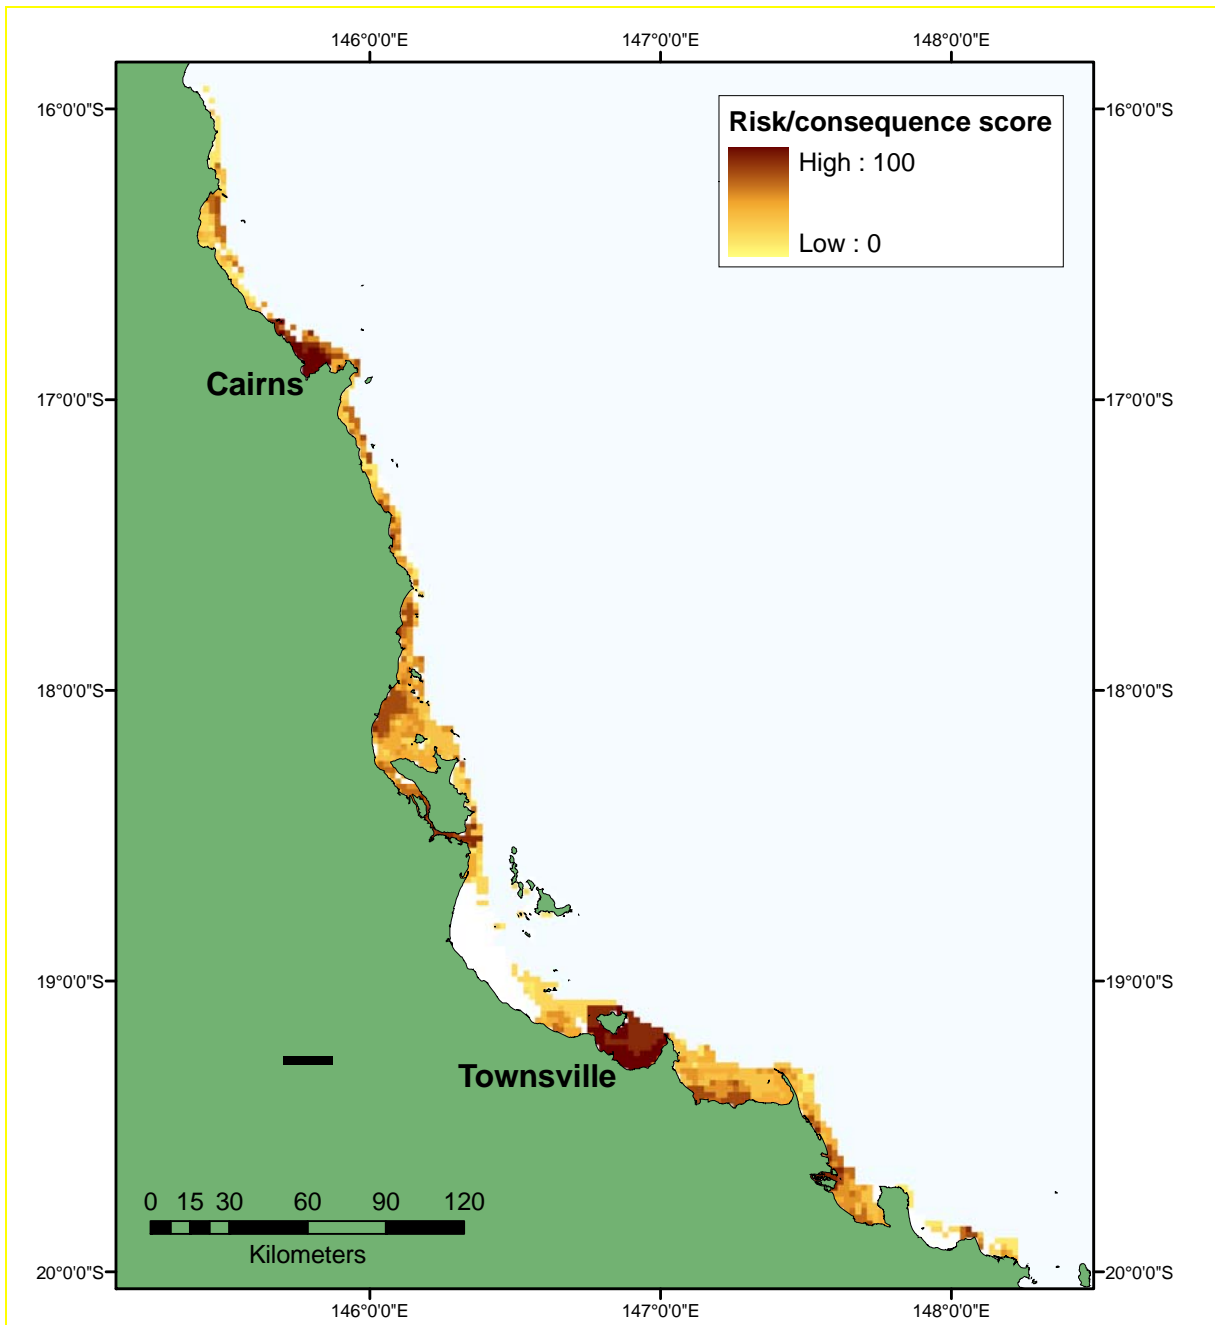 146°0'0"E 147°0'0"E 148°0'0"E
16°0'0"S 16°0'0"S
Risk/consequence score
High : 100
Low : 0
Cairns
17°0'0"S 17°0'0"S
18°0'0"S 18°0'0"S
19°0'0"S 19°0'0"S
Townsville
0 15 30 60 90 120
Kilometers
20°0'0"S 20°0'0"S
146°0'0"E 147°0'0"E 148°0'0"E